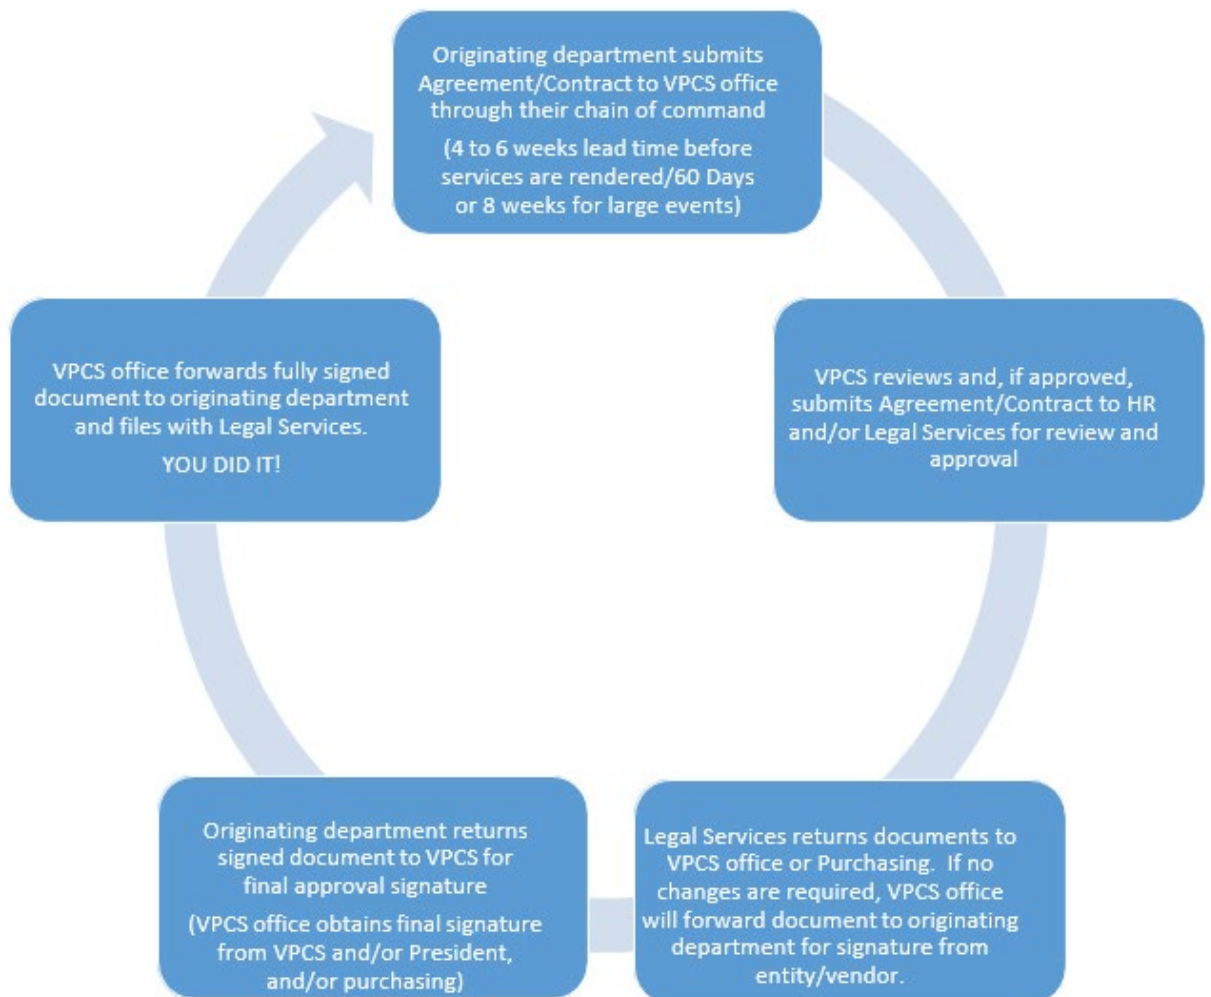 Originating department submits
Agreement/Contract to VPCS office
through their chain of command
(4 to 6 weeks lead time before
services are rendered/60 Days
or 8 weeks for large events)
VPCS reviews and, if approved,
submits Agreement/Contract to HR
and/or Legal Services for review and
approval
Legal Services returns documents to
VPCS office or Purchasing.  If no
changes are required, VPCS office
will forward document to originating
department for signature from
entity/vendor.
Originating department returns
signed document to VPCS for
final approval signature
(VPCS office obtains final signature
from VPCS and/or President,
and/or purchasing)
VPCS office forwards fully signed
document to originating department
and files with Legal Services.
YOU DID IT!